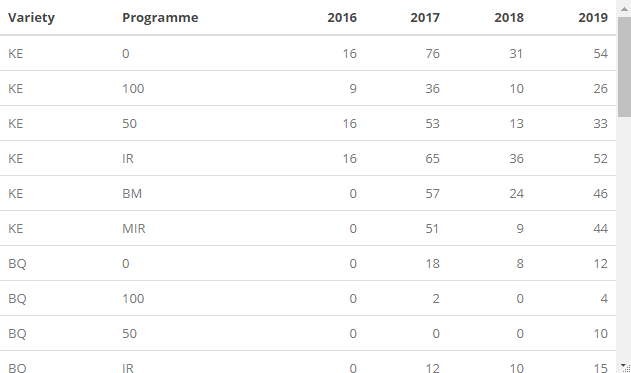 Variety Programme 2016 2017 2018 2019
KE 0 16 76 31 54
KE 100 9 36 10 26
KE 50 16 53 13 33
KE IR 16 65 36 52
KE BM 0 57 24 46
KE MIR 0 51 9 44
BQ 0 0 18 8 12
BQ 100 0 2 0 4
BQ 50 0 0 0 10
BQ IR 0 12 10 15